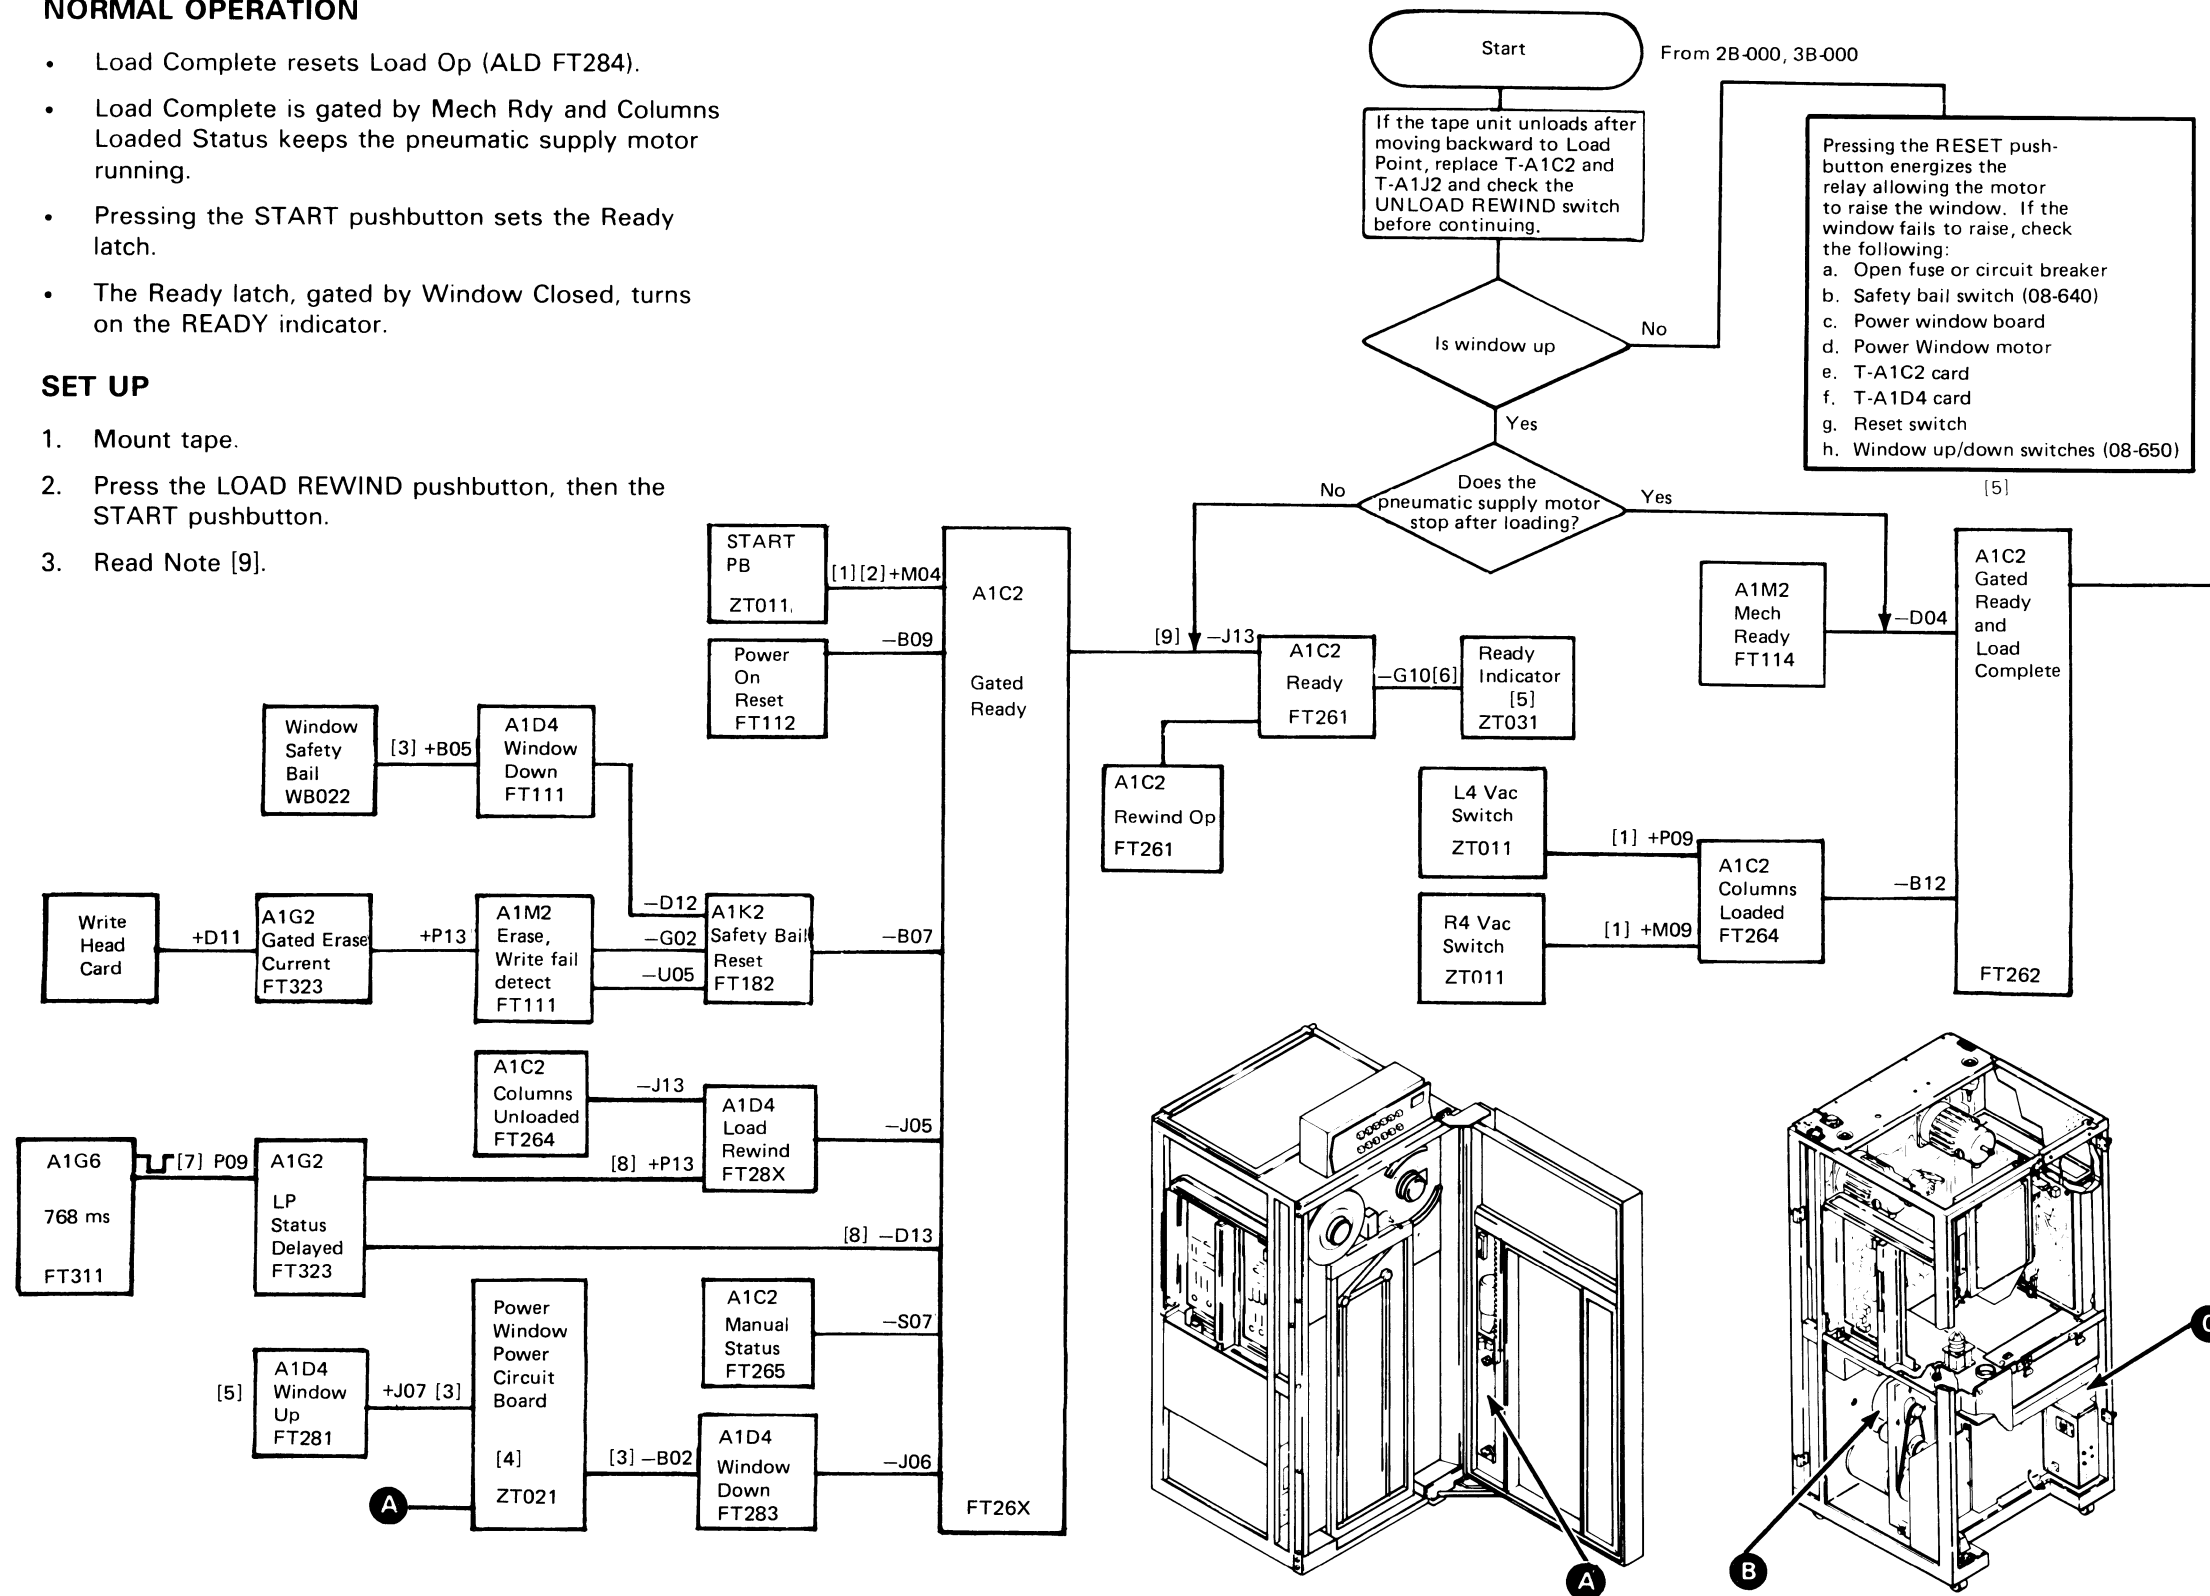 NORMAL OPERATION
• Load Complete resets Load Op (ALD FT284).
• Load Complete is gated by Mech Rdy and Columns
Loaded Status keeps the pneumatic supply motor
running.
• Pressing the START pushbutton sets the Ready
latch.
• The Ready latch, gated by Window Closed, turns
on the READY indicator.
SET UP
1. Mount tape.
2. Press the LOAD REWIND pushbutton, then the
START pushbutton.
3. Read Note [9].
Start
From 2B-000, 3B-000
If the tape unit unloads after
moving backward to Load
Point, replace T-A1C2 and
T-A1J2 and check the
UNLOAD REWIND switch
before continuing.
Is window up
No
Yes
Pressing the RESET push-
button energizes the
relay allowing the motor
to raise the window. If the
window fails to raise, check
the following:
a. Open fuse or circuit breaker
b. Safety bail switch (08-640)
c. Power window board
d. Power Window motor
e. T-A1C2 card
f. T-A1D4 card
g. Reset switch
h. Window up/down switches (08-650)
[5]
Does the
pneumatic supply motor
stop after loading?
No
Yes
START
PB
ZT011
[1][2]+M04
Power
On
Reset
FT112
—B09
A1C2
Gated
Ready
FT26X
Window
Safety
Bail
WB022
[3] +B05
A1D4
Window
Down
FT111
Write
Head
Card
+D11
A1G2
Gated Erase
Current
FT323
+P13
A1M2
Erase,
Write fail
detect
FT111
—D12
—G02
—U05
A1K2
Safety Bail
Reset
FT182
—B07
A1C2
Columns
Unloaded
FT264
—J13
A1D4
Load
Rewind
FT28X
—J05
A1G6
768 ms
FT311
[7] P09
A1G2
LP
Status
Delayed
FT323
[8] +P13
[8] —D13
A1C2
Manual
Status
FT265
—S07
[5]
A1D4
Window
Up
FT281
+J07 [3]
Power
Window
Power
Circuit
Board
[4]
ZT021
A
[3] —B02
A1D4
Window
Down
FT283
—J06
[9]
—J13
A1C2
Ready
FT261
—G10[6]
Ready
Indicator
[5]
ZT031
A1C2
Rewind Op
FT261
A1M2
Mech
Ready
FT114
—D04
A1C2
Gated
Ready
and
Load
Complete
FT262
L4 Vac
Switch
ZT011
[1] +P09
R4 Vac
Switch
ZT011
[1] +M09
A1C2
Columns
Loaded
FT264
—B12
A
B